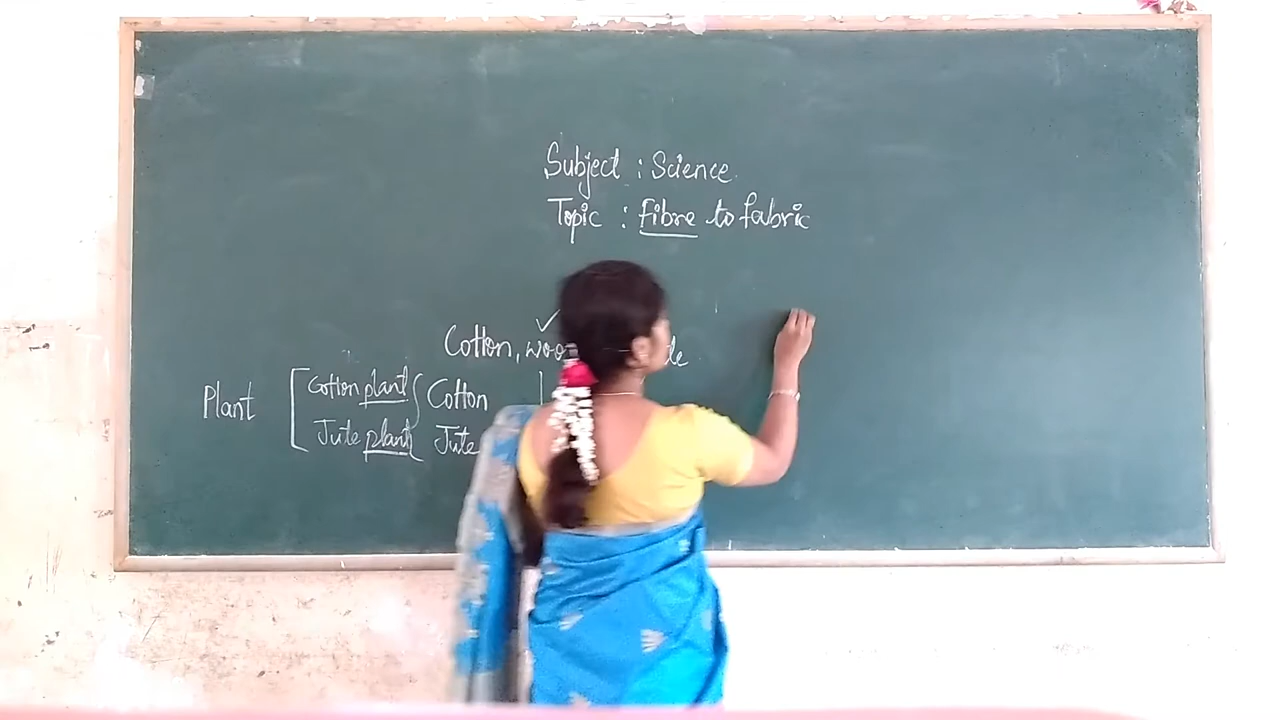 Subject : Science
Topic : fibre to fabric
Cotton,
Plant
Cotton plant Cotton
Jute plant Jute